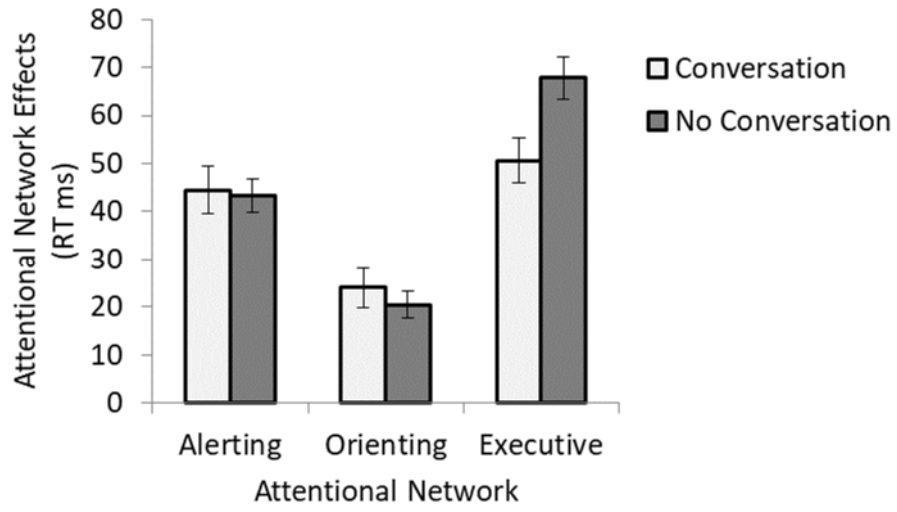 Attentional Network Effects
(RT ms)
80
70
60
50
40
30
20
10
0
Alerting Orienting Executive
Attentional Network
Conversation
No Conversation